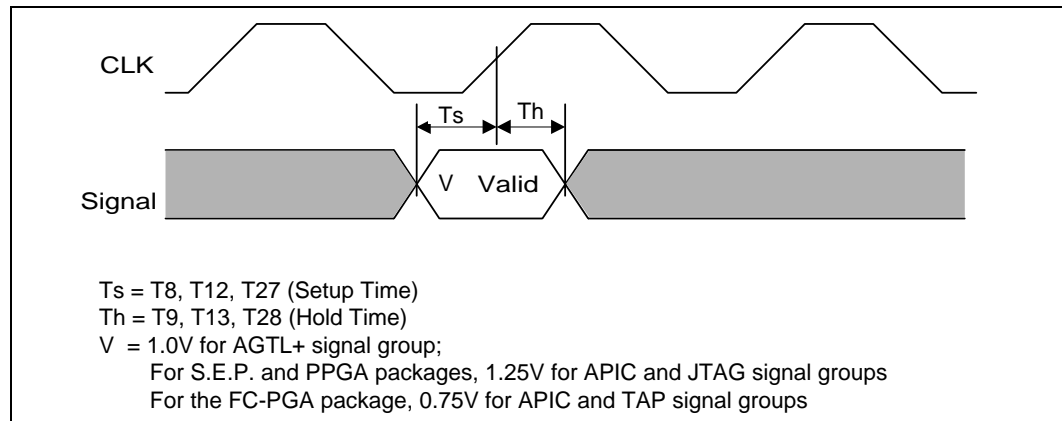 CLK
Ts Th
V Valid
Signal
Ts = T8, T12, T27 (Setup Time)
Th = T9, T13, T28 (Hold Time)
V = 1.0V for AGTL+ signal group;
For S.E.P. and PPGA packages, 1.25V for APIC and JTAG signal groups
For the FC-PGA package, 0.75V for APIC and TAP signal groups